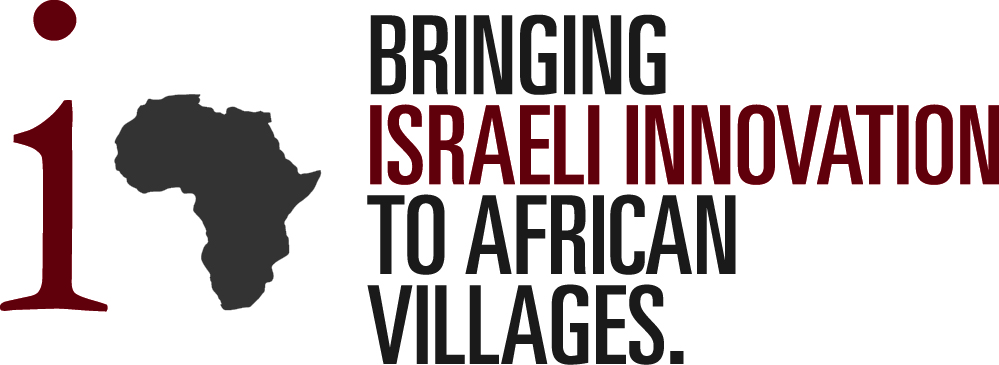 i
BRINGING
ISRAELI INNOVATION
TO AFRICAN
VILLAGES.